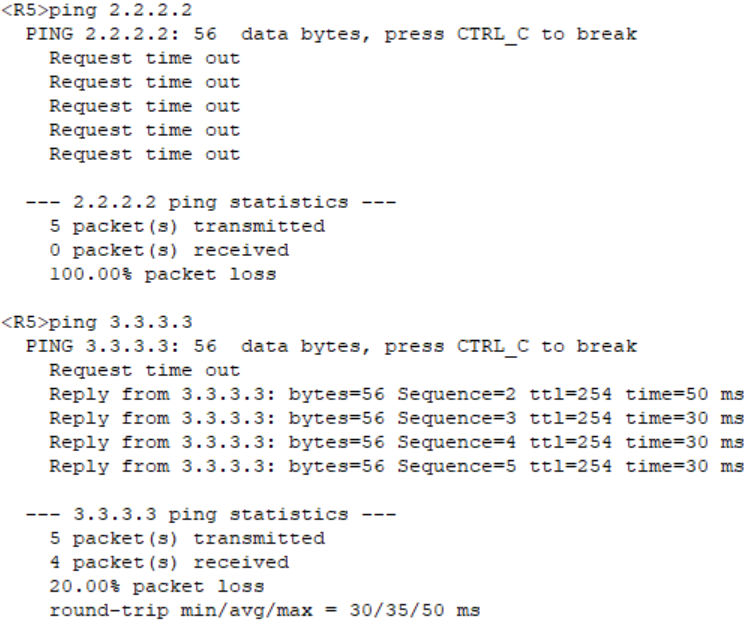 <R5>ping 2.2.2.2
  PING 2.2.2.2: 56  data bytes, press CTRL_C to break
    Request time out
    Request time out
    Request time out
    Request time out
    Request time out

  --- 2.2.2.2 ping statistics ---
    5 packet(s) transmitted
    0 packet(s) received
    100.00% packet loss

<R5>ping 3.3.3.3
  PING 3.3.3.3: 56  data bytes, press CTRL_C to break
    Request time out
    Reply from 3.3.3.3: bytes=56 Sequence=2 ttl=254 time=50 ms
    Reply from 3.3.3.3: bytes=56 Sequence=3 ttl=254 time=30 ms
    Reply from 3.3.3.3: bytes=56 Sequence=4 ttl=254 time=30 ms
    Reply from 3.3.3.3: bytes=56 Sequence=5 ttl=254 time=30 ms

  --- 3.3.3.3 ping statistics ---
    5 packet(s) transmitted
    4 packet(s) received
    20.00% packet loss
    round-trip min/avg/max = 30/35/50 ms